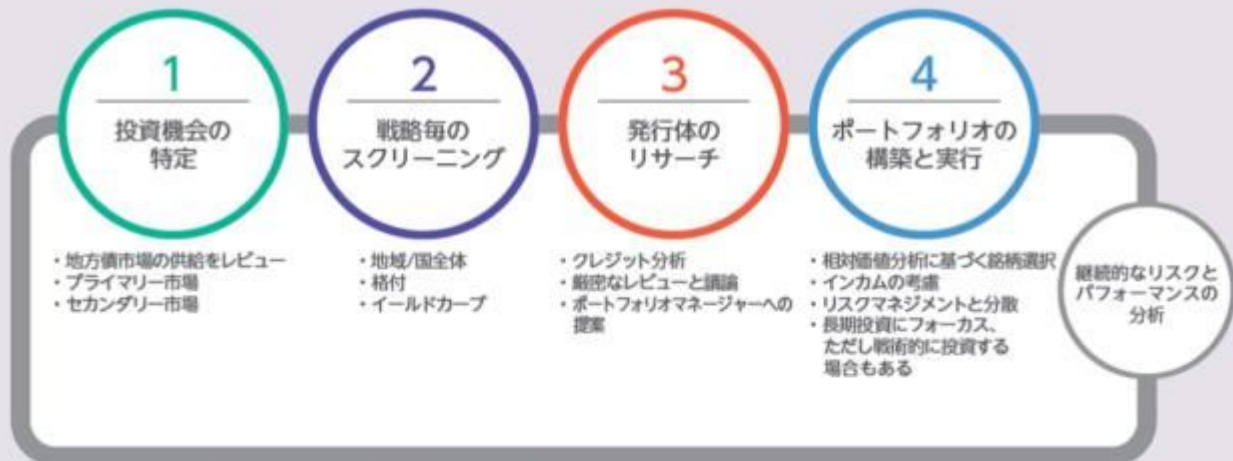 1
投資機会の
特定
・地方債市場の供給をレビュー
・プライマリー市場
・セカンダリー市場
2
戦略毎の
スクリーニング
・地域/国全体
・格付
・イールドカーブ
3
発行体の
リサーチ
・クレジット分析
・厳密なレビューと議論
・ポートフォリオマネージャーへの
提案
4
ポートフォリオの
構築と実行
・相対価値分析に基づく銘柄選択
・インカムの考慮
・リスクマネジメントと分散
・長期投資にフォーカス、
ただし戦術的に投資する
場合もある
継続的なリスクと
パフォーマンスの
分析